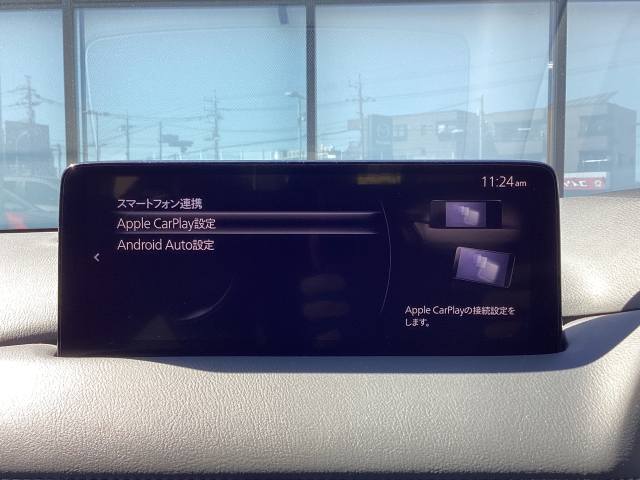 11:24am
スマートフォン連携
Apple CarPlay設定
Android Auto設定
Apple CarPlayの接続設定を
します。